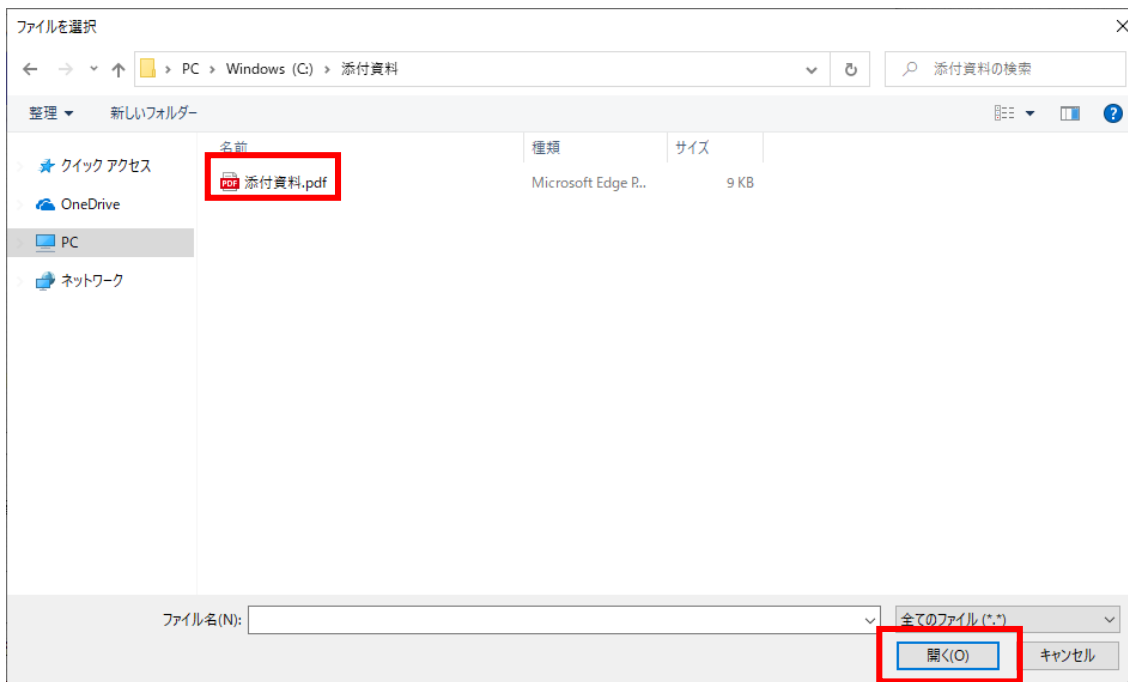 ファイルを選択
PC › Windows (C:) › 添付資料
添付資料の検索
整理
新しいフォルダー
名前 種類 サイズ
クイック アクセス
PDF 添付資料.pdf Microsoft Edge P... 9 KB
OneDrive
PC
ネットワーク
ファイル名(N):
全てのファイル (*.*)
開く(O) キャンセル